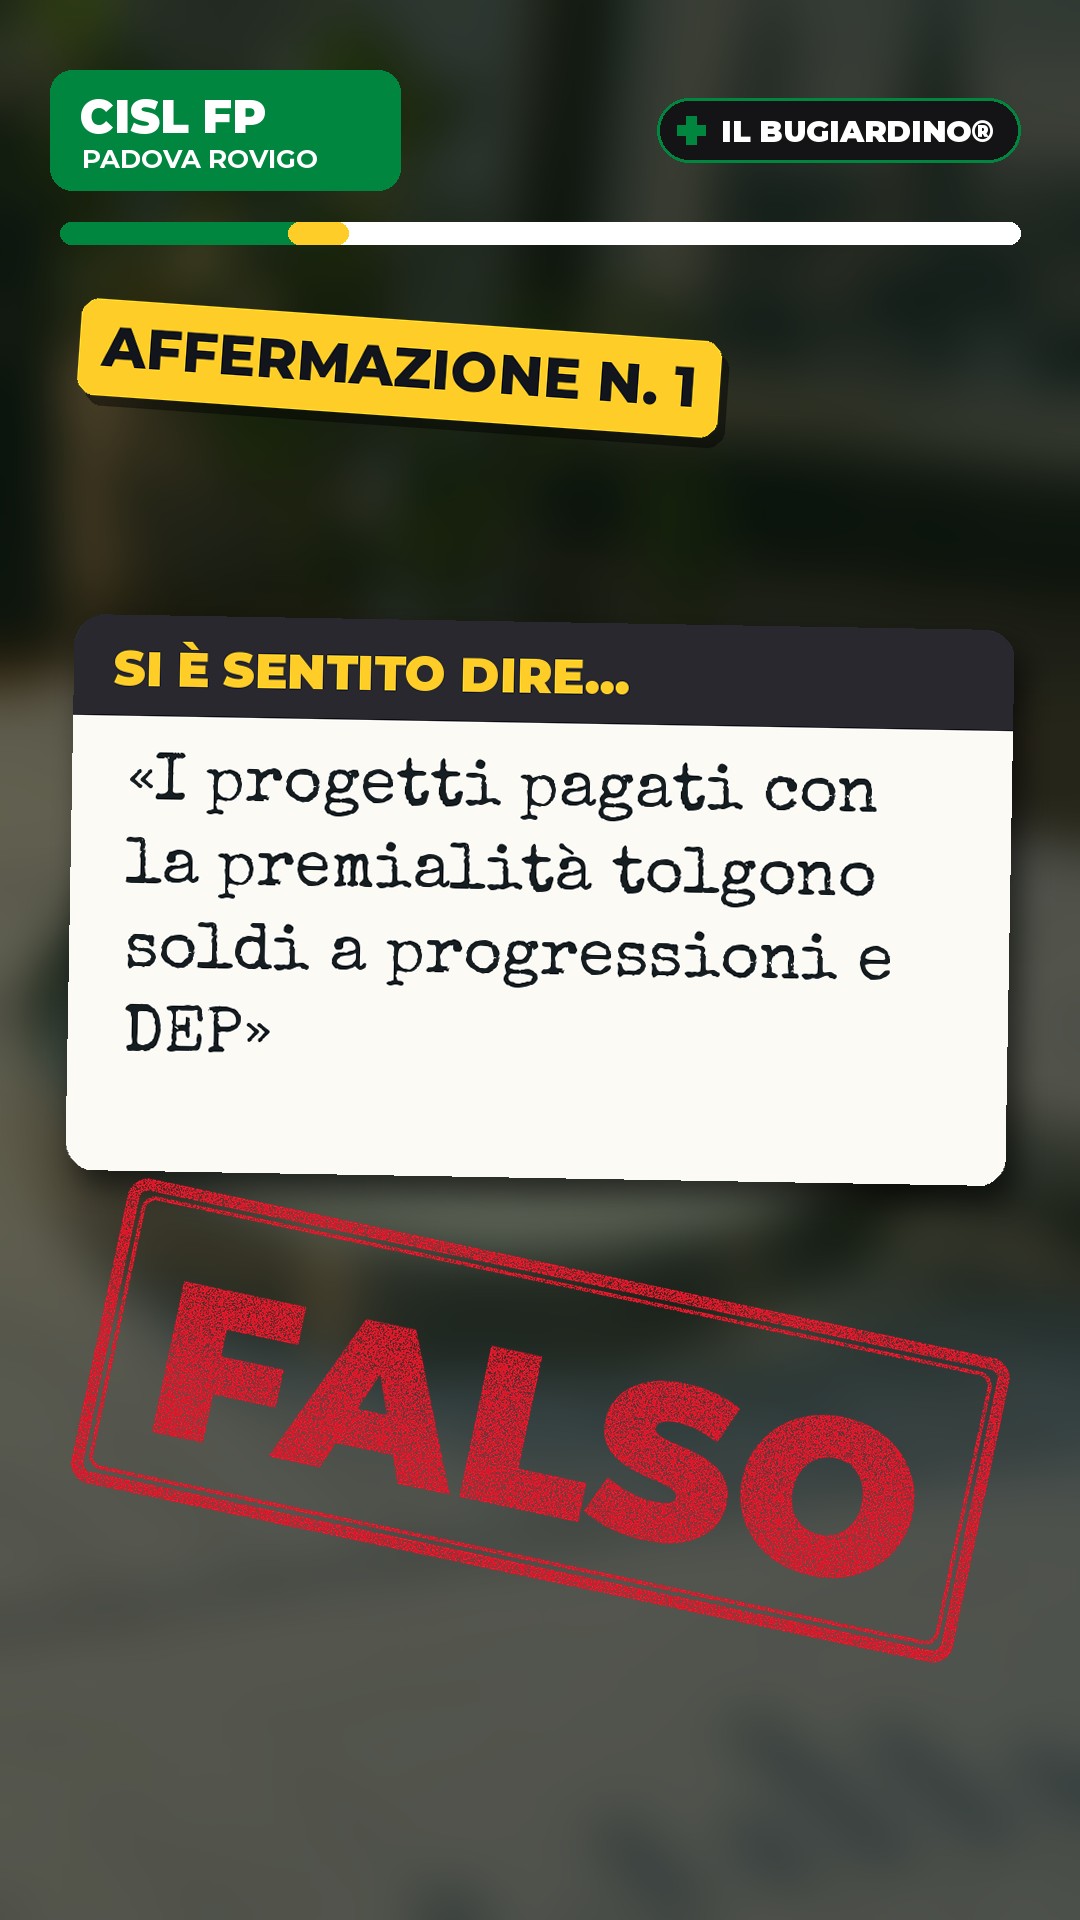 CISL FP
PADOVA ROVIGO
IL BUGIARDINO®
AFFERMAZIONE N. 1
SI È SENTITO DIRE...
«I progetti pagati con
la premialità tolgono
soldi a progressioni e
DEP»
FALSO